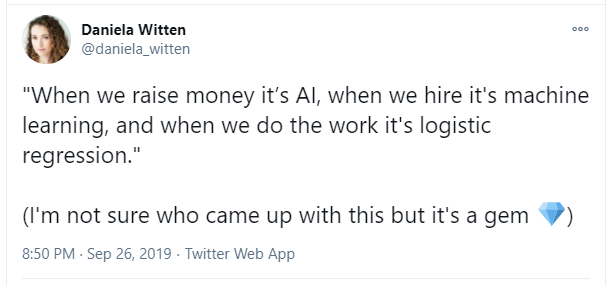 Daniela Witten
@daniela_witten
"When we raise money it’s AI, when we hire it's machine
learning, and when we do the work it's logistic
regression."
(I'm not sure who came up with this but it's a gem 💎)
8:50 PM · Sep 26, 2019 · Twitter Web App